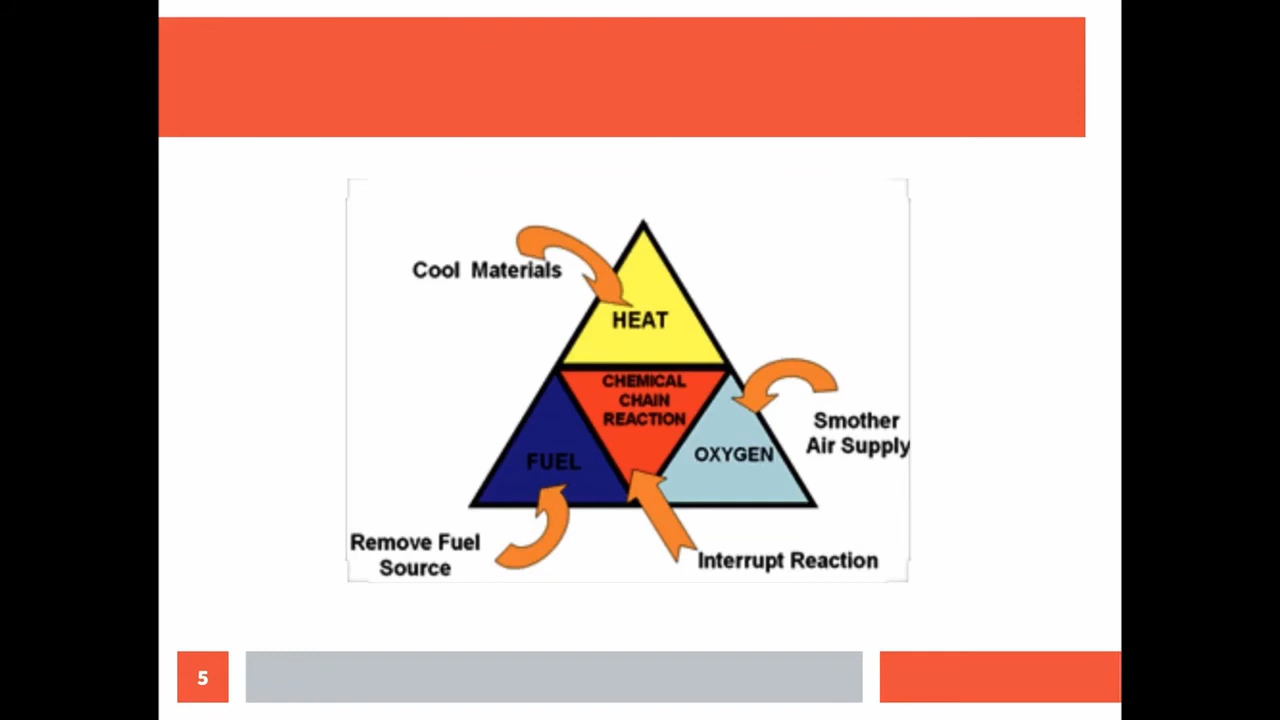 Cool Materials
HEAT
CHEMICAL
CHAIN
REACTION
Smother
Air Supply
OXYGEN
FUEL
Remove Fuel
Source
Interrupt Reaction
5